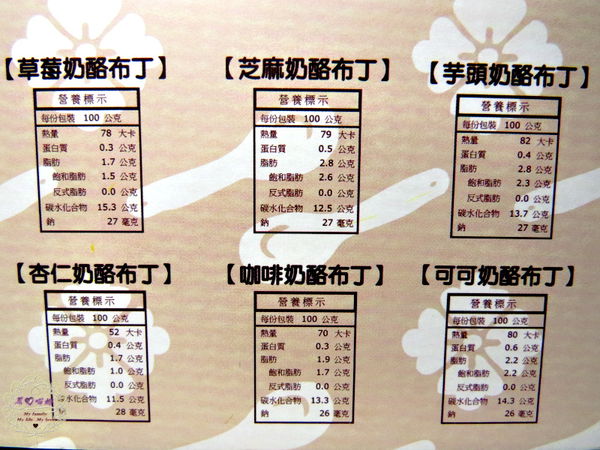 【草莓奶酪布丁】
營養標示
每份包裝 100 公克
熱量 78 大卡
蛋白質 0.3 公克
脂肪 1.7 公克
飽和脂肪 1.5 公克
反式脂肪 0.0 公克
碳水化合物 15.3 公克
鈉 27 毫克
【芝麻奶酪布丁】
營養標示
每份包裝 100 公克
熱量 79 大卡
蛋白質 0.5 公克
脂肪 2.8 公克
飽和脂肪 2.6 公克
反式脂肪 0.0 公克
碳水化合物 12.5 公克
鈉 27 毫克
【芋頭奶酪布丁】
營養標示
每份包裝 100 公克
熱量 82 大卡
蛋白質 0.4 公克
脂肪 2.8 公克
飽和脂肪 2.3 公克
反式脂肪 0.0 公克
碳水化合物 13.7 公克
鈉 27 毫克
【杏仁奶酪布丁】
營養標示
每份包裝 100 公克
熱量 52 大卡
蛋白質 0.4 公克
脂肪 1.7 公克
飽和脂肪 1.0 公克
反式脂肪 0.0 公克
碳水化合物 11.5 公克
鈉 28 毫克
【咖啡奶酪布丁】
營養標示
每份包裝 100 公克
熱量 70 大卡
蛋白質 0.3 公克
脂肪 1.9 公克
飽和脂肪 1.7 公克
反式脂肪 0.0 公克
碳水化合物 13.3 公克
鈉 26 毫克
【可可奶酪布丁】
營養標示
每份包裝 100 公克
熱量 80 大卡
蛋白質 0.6 公克
脂肪 2.2 公克
飽和脂肪 2.2 公克
反式脂肪 0.0 公克
碳水化合物 14.3 公克
鈉 26 毫克
My family
My life, My love